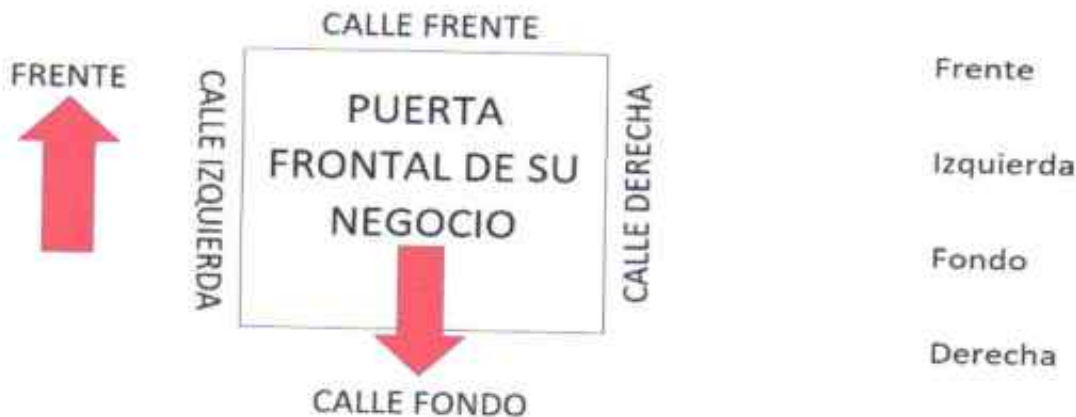 CALLE FRENTE
FRENTE
CALLE IZQUIERDA
PUERTA
FRONTAL DE SU
NEGOCIO
CALLE DERECHA
CALLE FONDO
Frente
Izquierda
Fondo
Derecha